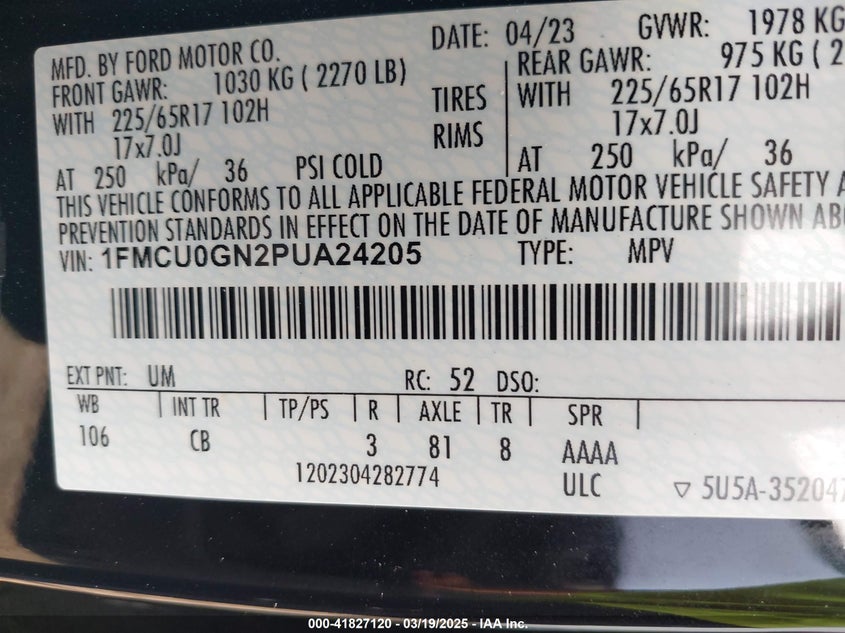 MFD. BY FORD MOTOR CO.
DATE: 04/23 GVWR: 1978 KG
FRONT GAWR: 1030 KG ( 2270 LB)
REAR GAWR: 975 KG ( 2
WITH 225/65R17 102H TIRES WITH 225/65R17 102H
17x7.0J RIMS 17x7.0J
AT 250 kPa/ 36 PSI COLD AT 250 kPa/ 36
THIS VEHICLE CONFORMS TO ALL APPLICABLE FEDERAL MOTOR VEHICLE SAFETY
PREVENTION STANDARDS IN EFFECT ON THE DATE OF MANUFACTURE SHOWN
VIN: 1FMCU0GN2PUA24205 TYPE: MPV
EXT PNT: UM RC: 52 DSO:
WB INT TR TP/PS R AXLE TR SPR
106 CB 3 81 8 AAAA
1202304282774 ULC ▽ 5U5A-35204
000-41827120 — 03/19/2025 — IAA Inc.